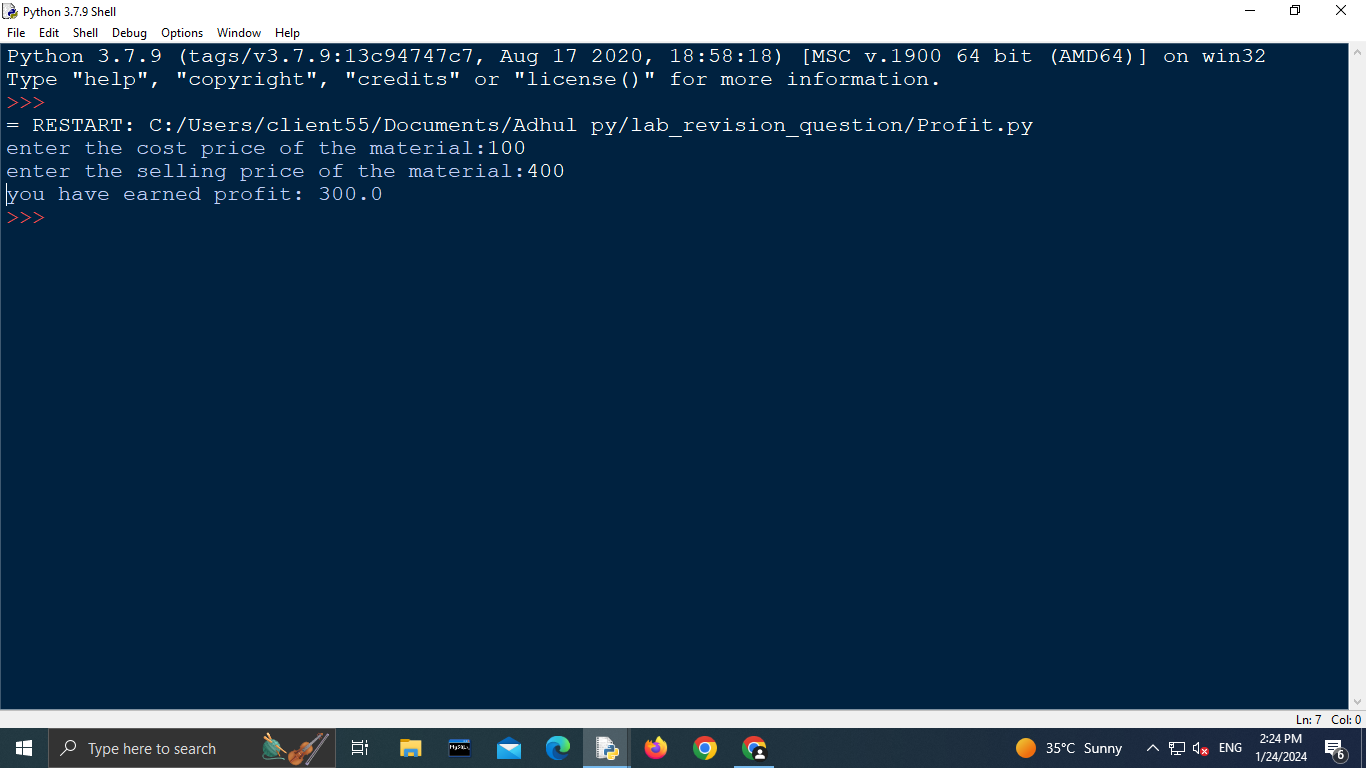 Python 3.7.9 Shell
File Edit Shell Debug Options Window Help
Python 3.7.9 (tags/v3.7.9:13c94747c7, Aug 17 2020, 18:58:18) [MSC v.1900 64 bit (AMD64)] on win32
Type "help", "copyright", "credits" or "license()" for more information.
>>>
= RESTART: C:/Users/client55/Documents/Adhul py/lab_revision_question/Profit.py
enter the cost price of the material:100
enter the selling price of the material:400
you have earned profit: 300.0
>>>
Ln: 7 Col: 0
Type here to search
MySQL
35°C Sunny
ENG
2:24 PM
1/24/2024
6